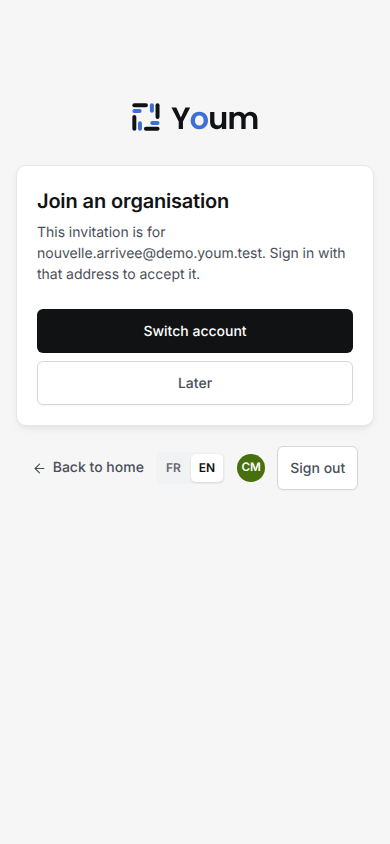 Youm
Join an organisation
This invitation is for
nouvelle.arrivee@demo.youm.test. Sign in with
that address to accept it.
Switch account
Later
← Back to home FR EN CM Sign out